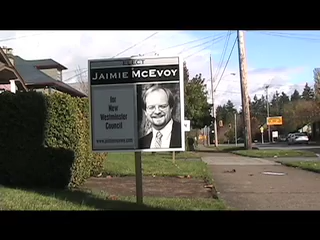 ELECT
JAIMIE MCEVOY
for
New
Westminster
Council